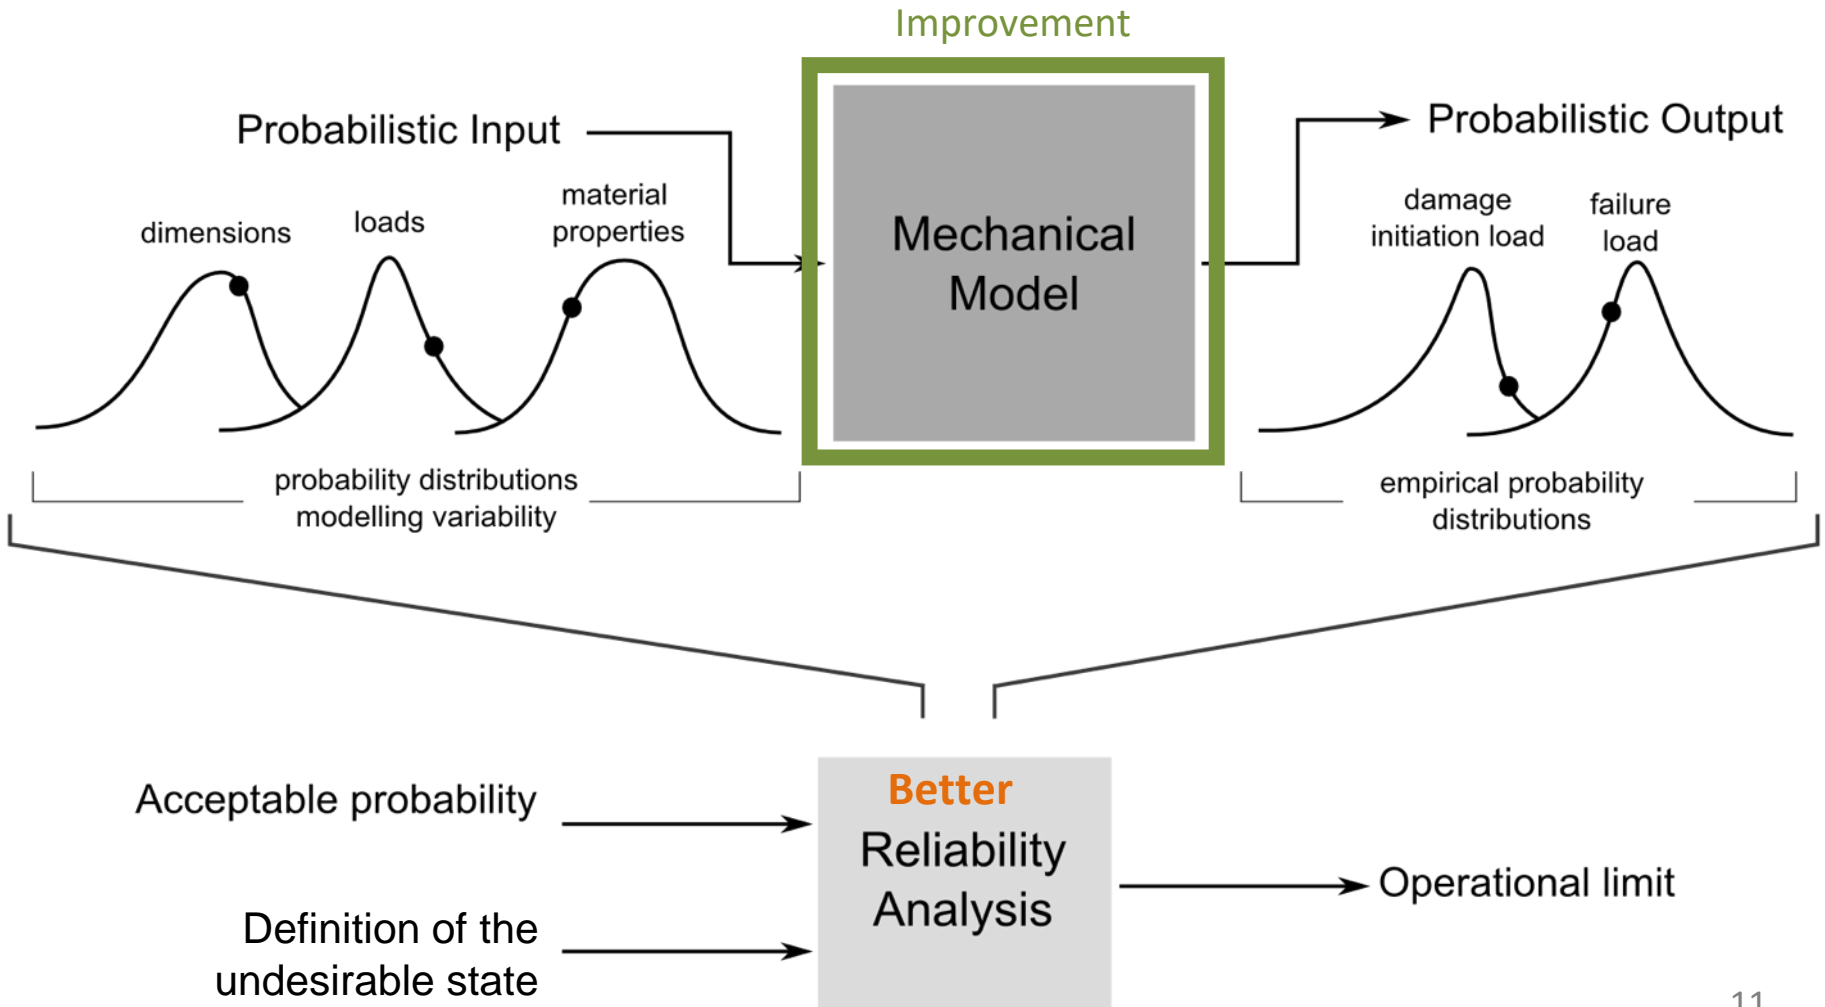 Improvement
Probabilistic Input
Probabilistic Output
dimensions
loads
material
properties
Mechanical
Model
damage
initiation load
failure
load
probability distributions
modelling variability
empirical probability
distributions
Acceptable probability
Definition of the
undesirable state
Better
Reliability
Analysis
Operational limit
11